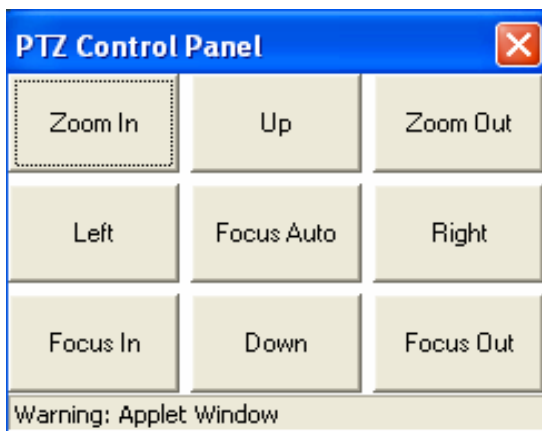 PTZ Control Panel
Zoom In Up Zoom Out
Left Focus Auto Right
Focus In Down Focus Out
Warning: Applet Window